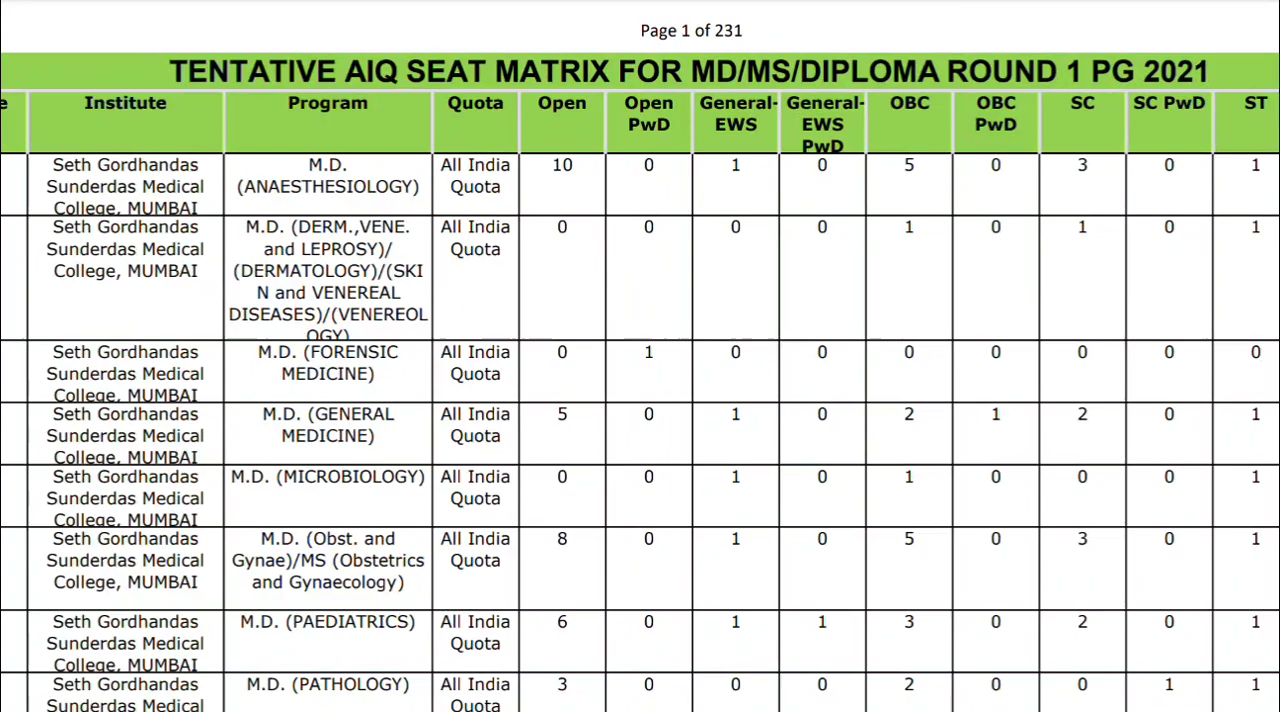 Page 1 of 231
TENTATIVE AIQ SEAT MATRIX FOR MD/MS/DIPLOMA ROUND 1 PG 2021
e Institute Program Quota Open Open PwD General-EWS General-EWS PwD OBC OBC PwD SC SC PwD ST
Seth Gordhandas Sunderdas Medical College, MUMBAI M.D. (ANAESTHESIOLOGY) All India Quota 10 0 1 0 5 0 3 0 1
Seth Gordhandas Sunderdas Medical College, MUMBAI M.D. (DERM.,VENE. and LEPROSY)/ (DERMATOLOGY)/(SKIN and VENEREAL DISEASES)/(VENEREOLOGY) All India Quota 0 0 0 0 1 0 1 0 1
Seth Gordhandas Sunderdas Medical College, MUMBAI M.D. (FORENSIC MEDICINE) All India Quota 0 1 0 0 0 0 0 0 0
Seth Gordhandas Sunderdas Medical College, MUMBAI M.D. (GENERAL MEDICINE) All India Quota 5 0 1 0 2 1 2 0 1
Seth Gordhandas Sunderdas Medical College, MUMBAI M.D. (MICROBIOLOGY) All India Quota 0 0 1 0 1 0 0 0 1
Seth Gordhandas Sunderdas Medical College, MUMBAI M.D. (Obst. and Gynae)/MS (Obstetrics and Gynaecology) All India Quota 8 0 1 0 5 0 3 0 1
Seth Gordhandas Sunderdas Medical College, MUMBAI M.D. (PAEDIATRICS) All India Quota 6 0 1 1 3 0 2 0 1
Seth Gordhandas Sunderdas Medical M.D. (PATHOLOGY) All India Quota 3 0 0 0 2 0 0 1 1